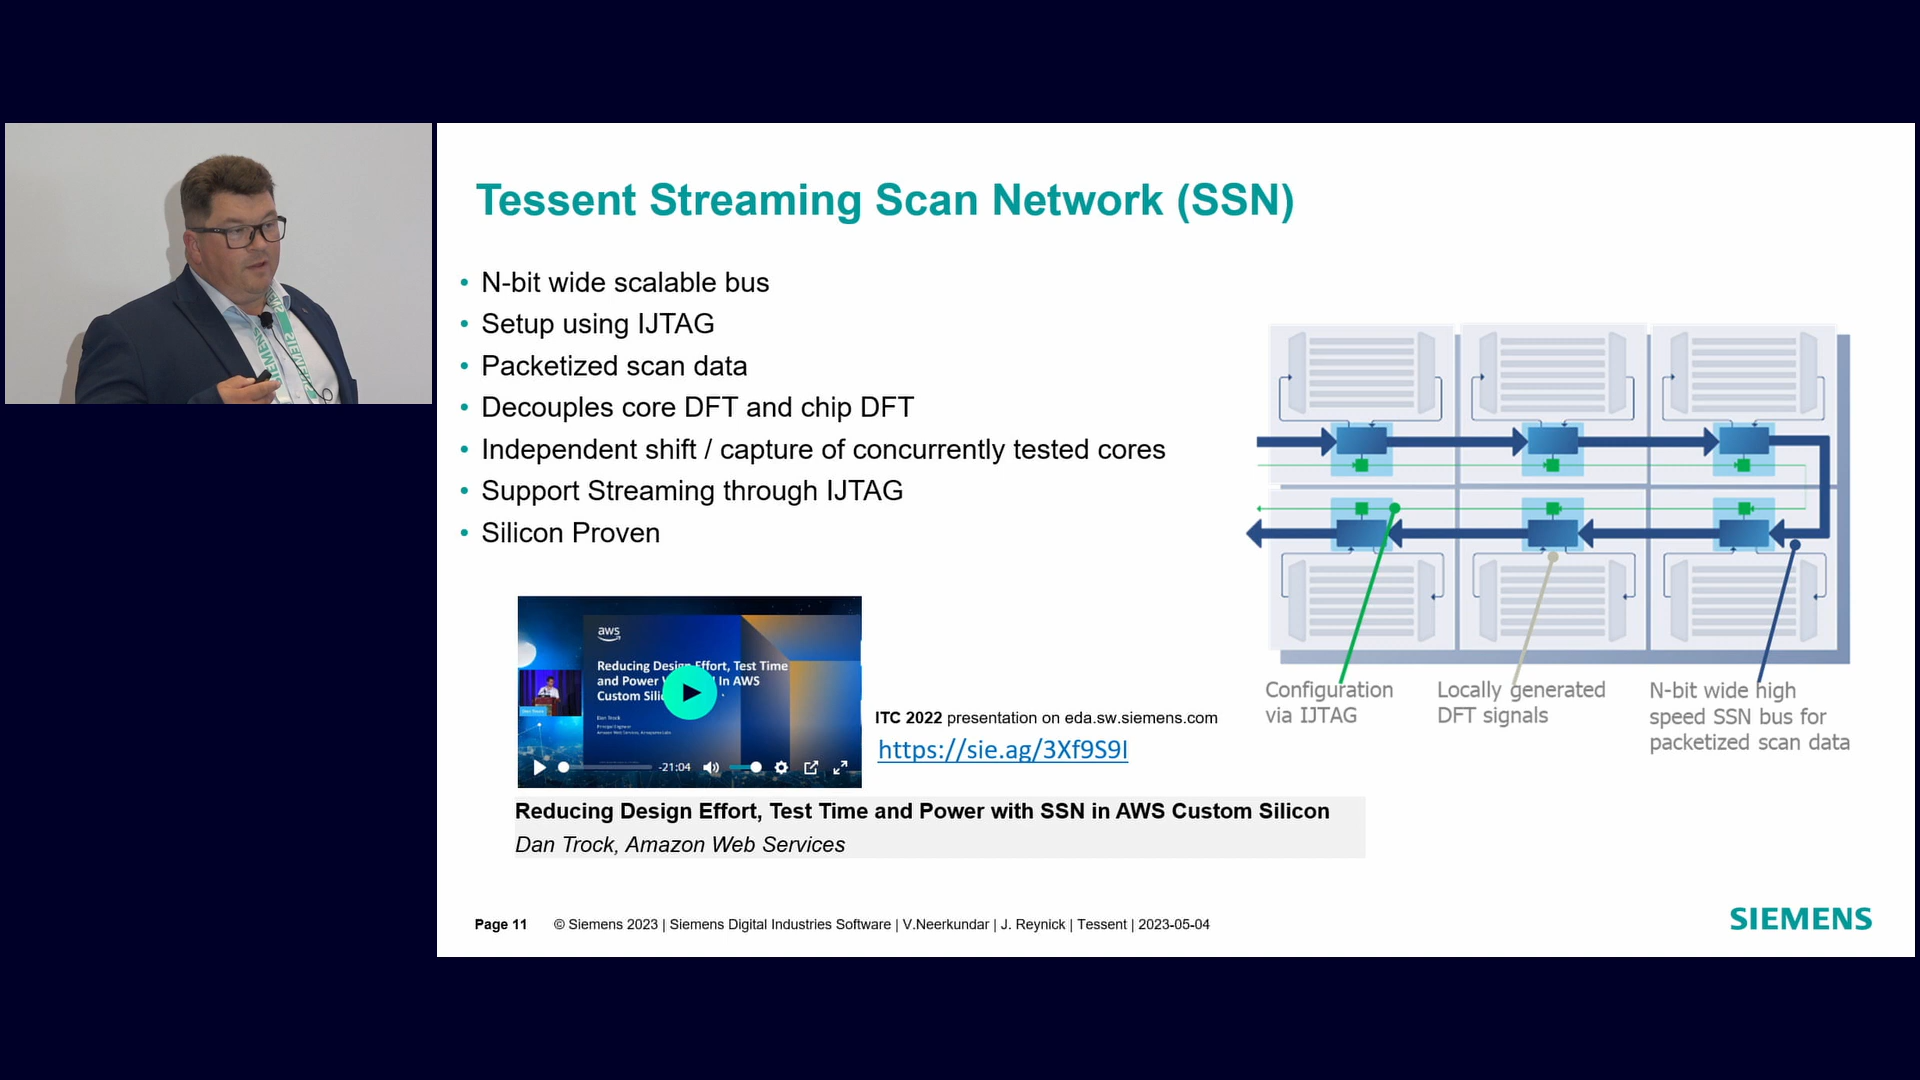 Tessent Streaming Scan Network (SSN)
• N-bit wide scalable bus
• Setup using IJTAG
• Packetized scan data
• Decouples core DFT and chip DFT
• Independent shift / capture of concurrently tested cores
• Support Streaming through IJTAG
• Silicon Proven
Configuration
via IJTAG
Locally generated
DFT signals
N-bit wide high
speed SSN bus for
packetized scan data
aws
Reducing Design Effort, Test Time
and Power
In AWS
Custom
Dan Trock
Principal Engineer
-21:04
ITC 2022 presentation on eda.sw.siemens.com
https://sie.ag/3Xf9S9I
Reducing Design Effort, Test Time and Power with SSN in AWS Custom Silicon
Dan Trock, Amazon Web Services
Page 11 © Siemens 2023 | Siemens Digital Industries Software | V.Neerkundar | J. Reynick | Tessent | 2023-05-04
SIEMENS
SIEMENS